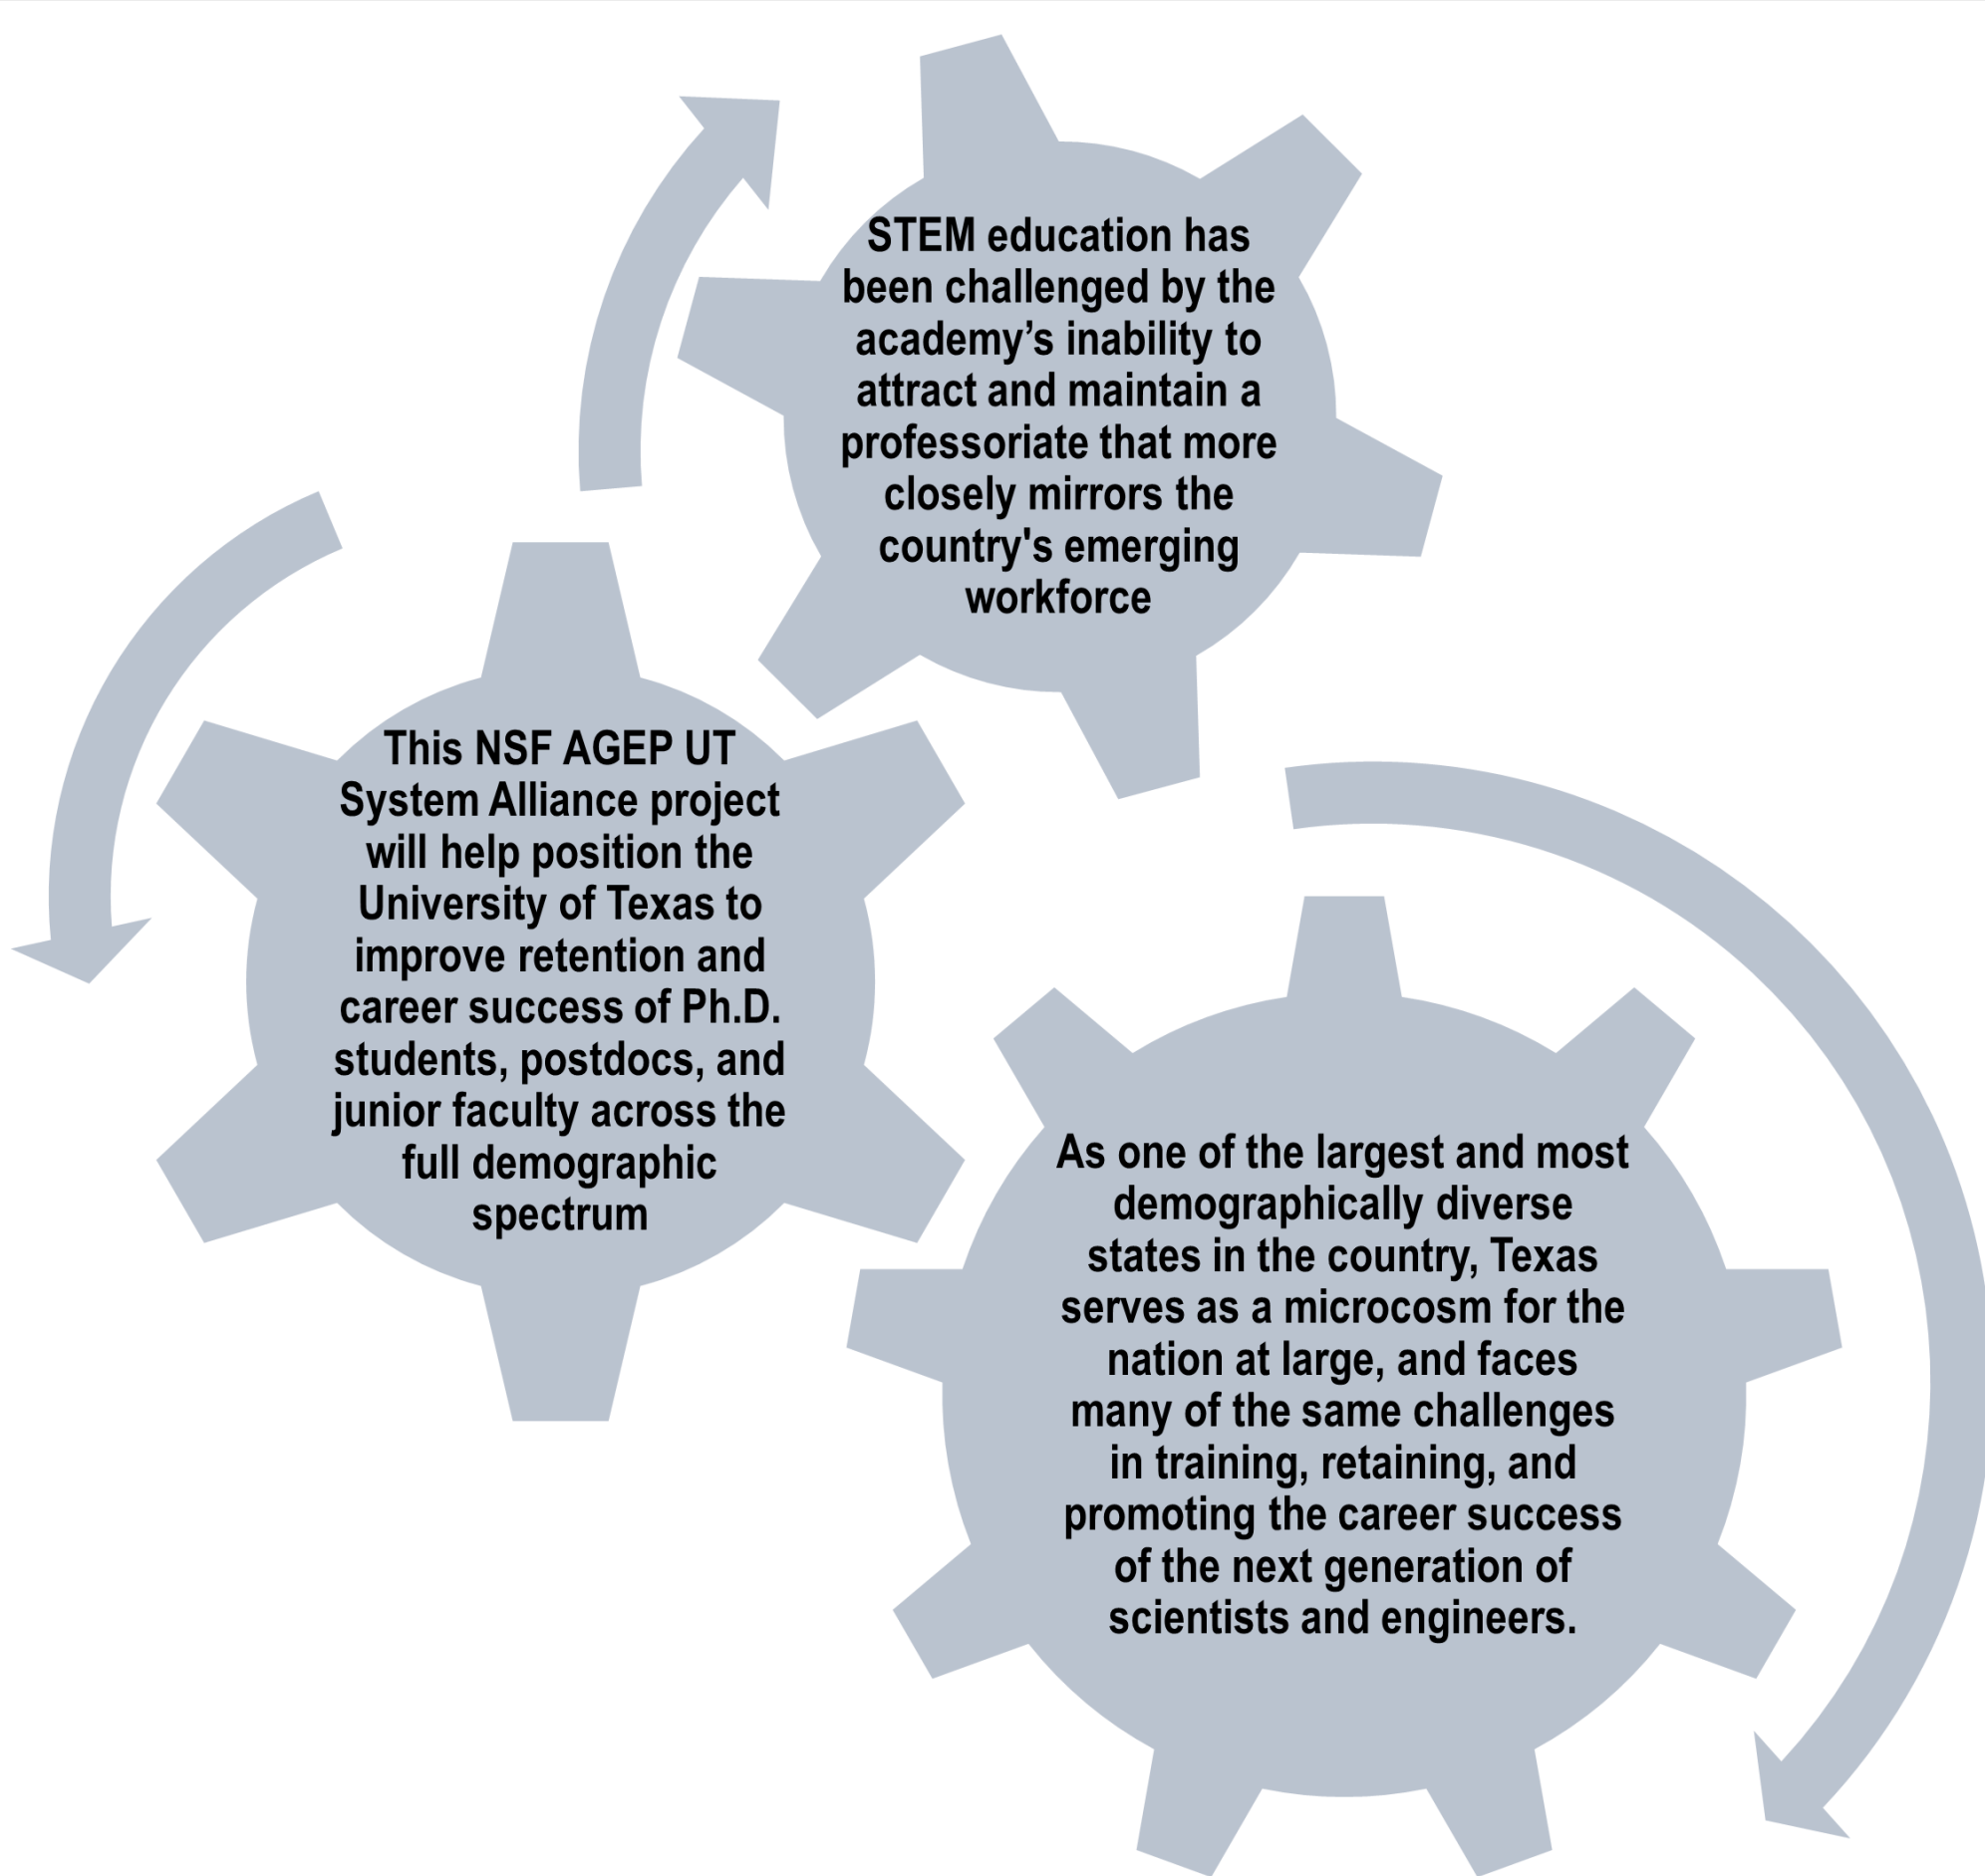 STEM education has
been challenged by the
academy’s inability to
attract and maintain a
professoriate that more
closely mirrors the
country's emerging
workforce
This NSF AGEP UT
System Alliance project
will help position the
University of Texas to
improve retention and
career success of Ph.D.
students, postdocs, and
junior faculty across the
full demographic
spectrum
As one of the largest and most
demographically diverse
states in the country, Texas
serves as a microcosm for the
nation at large, and faces
many of the same challenges
in training, retaining, and
promoting the career success
of the next generation of
scientists and engineers.